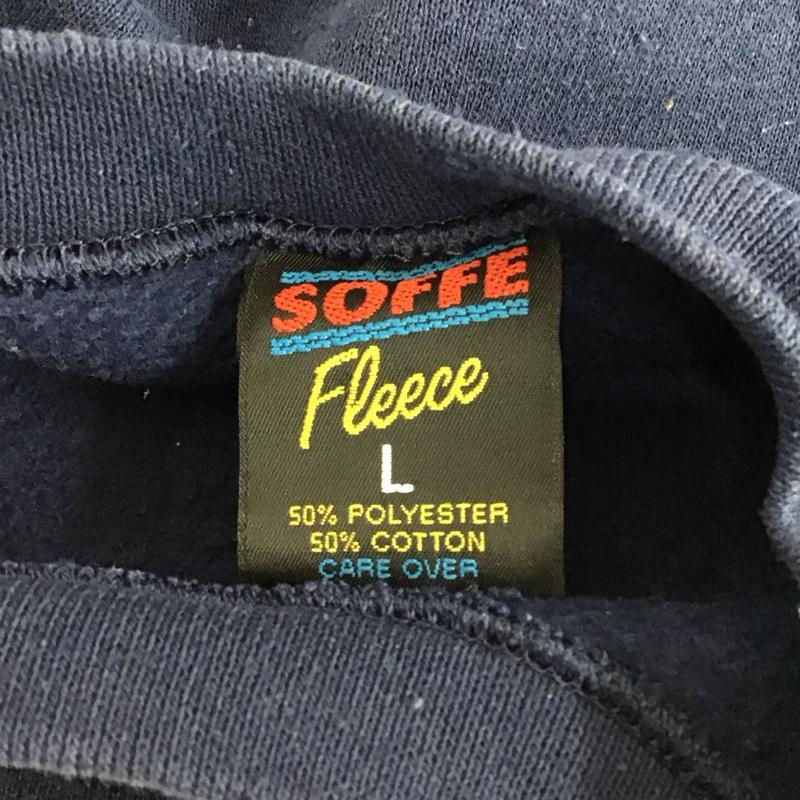 SOFFE
Fleece
L
50% POLYESTER
50% COTTON
CARE OVER